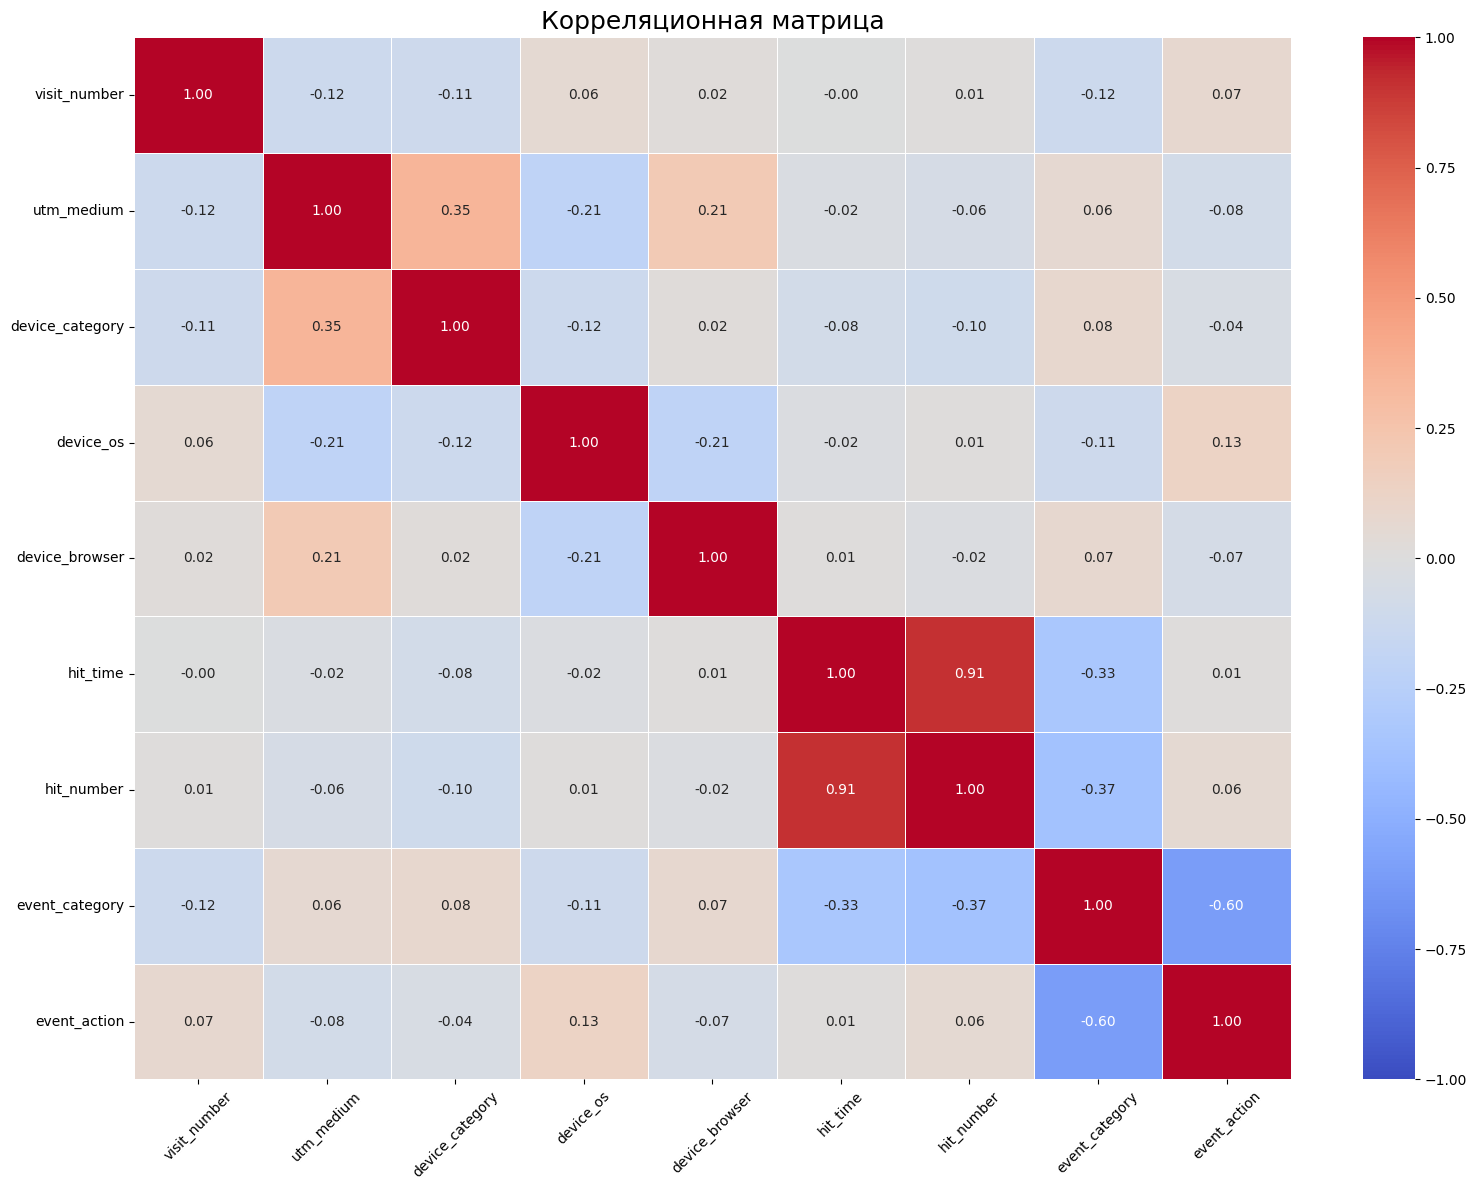 Корреляционная матрица
visit_number 1.00 -0.12 -0.11 0.06 0.02 -0.00 0.01 -0.12 0.07
utm_medium -0.12 1.00 0.35 -0.21 0.21 -0.02 -0.06 0.06 -0.08
device_category -0.11 0.35 1.00 -0.12 0.02 -0.08 -0.10 0.08 -0.04
device_os 0.06 -0.21 -0.12 1.00 -0.21 -0.02 0.01 -0.11 0.13
device_browser 0.02 0.21 0.02 -0.21 1.00 0.01 -0.02 0.07 -0.07
hit_time -0.00 -0.02 -0.08 -0.02 0.01 1.00 0.91 -0.33 0.01
hit_number 0.01 -0.06 -0.10 0.01 -0.02 0.91 1.00 -0.37 0.06
event_category -0.12 0.06 0.08 -0.11 0.07 -0.33 -0.37 1.00 -0.60
event_action 0.07 -0.08 -0.04 0.13 -0.07 0.01 0.06 -0.60 1.00
visit_number utm_medium device_category device_os device_browser hit_time hit_number event_category event_action
1.00
0.75
0.50
0.25
0.00
−0.25
−0.50
−0.75
−1.00